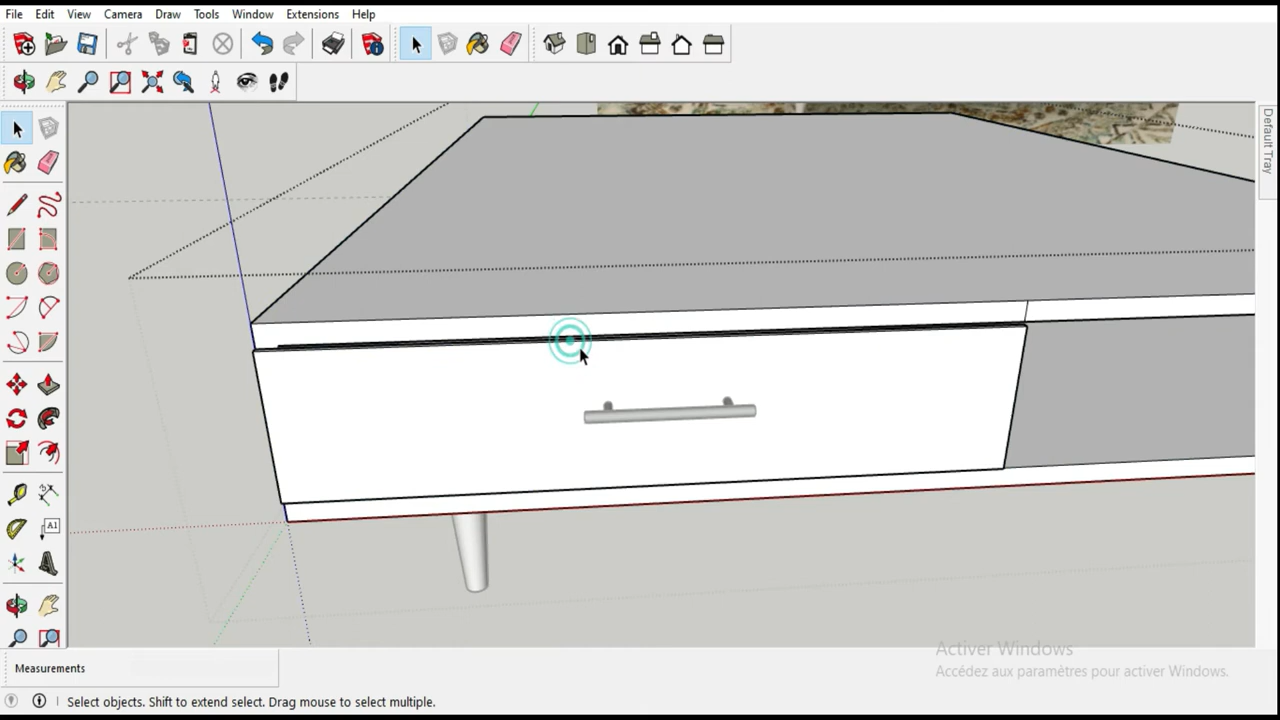 File Edit View Camera Draw Tools Window Extensions Help
Default Tray
A1
Measurements
Activer Windows
Accédez aux paramètres pour activer Windows.
Select objects. Shift to extend select. Drag mouse to select multiple.